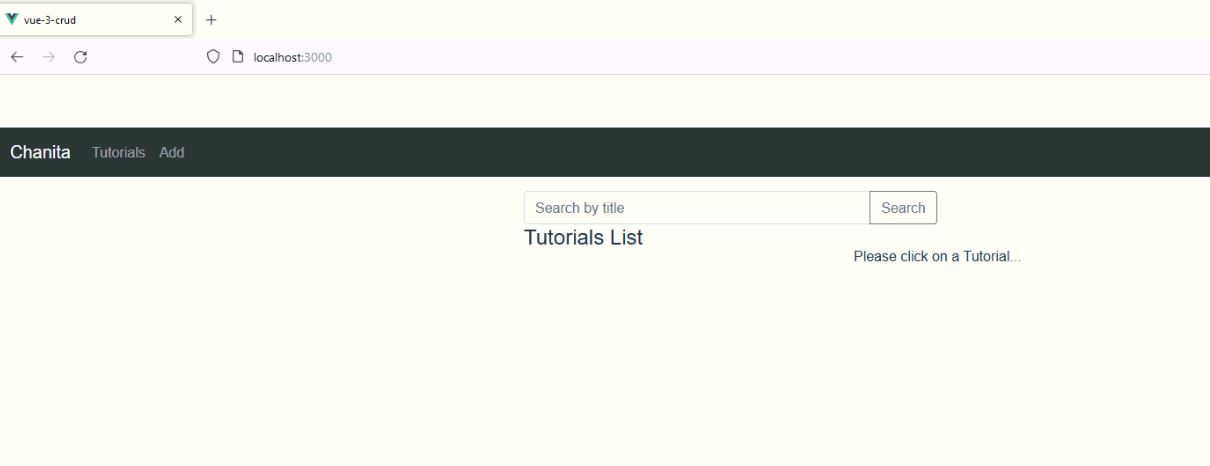 vue-3-crud
localhost:3000
Chanita Tutorials Add
Search by title Search
Tutorials List
Please click on a Tutorial...